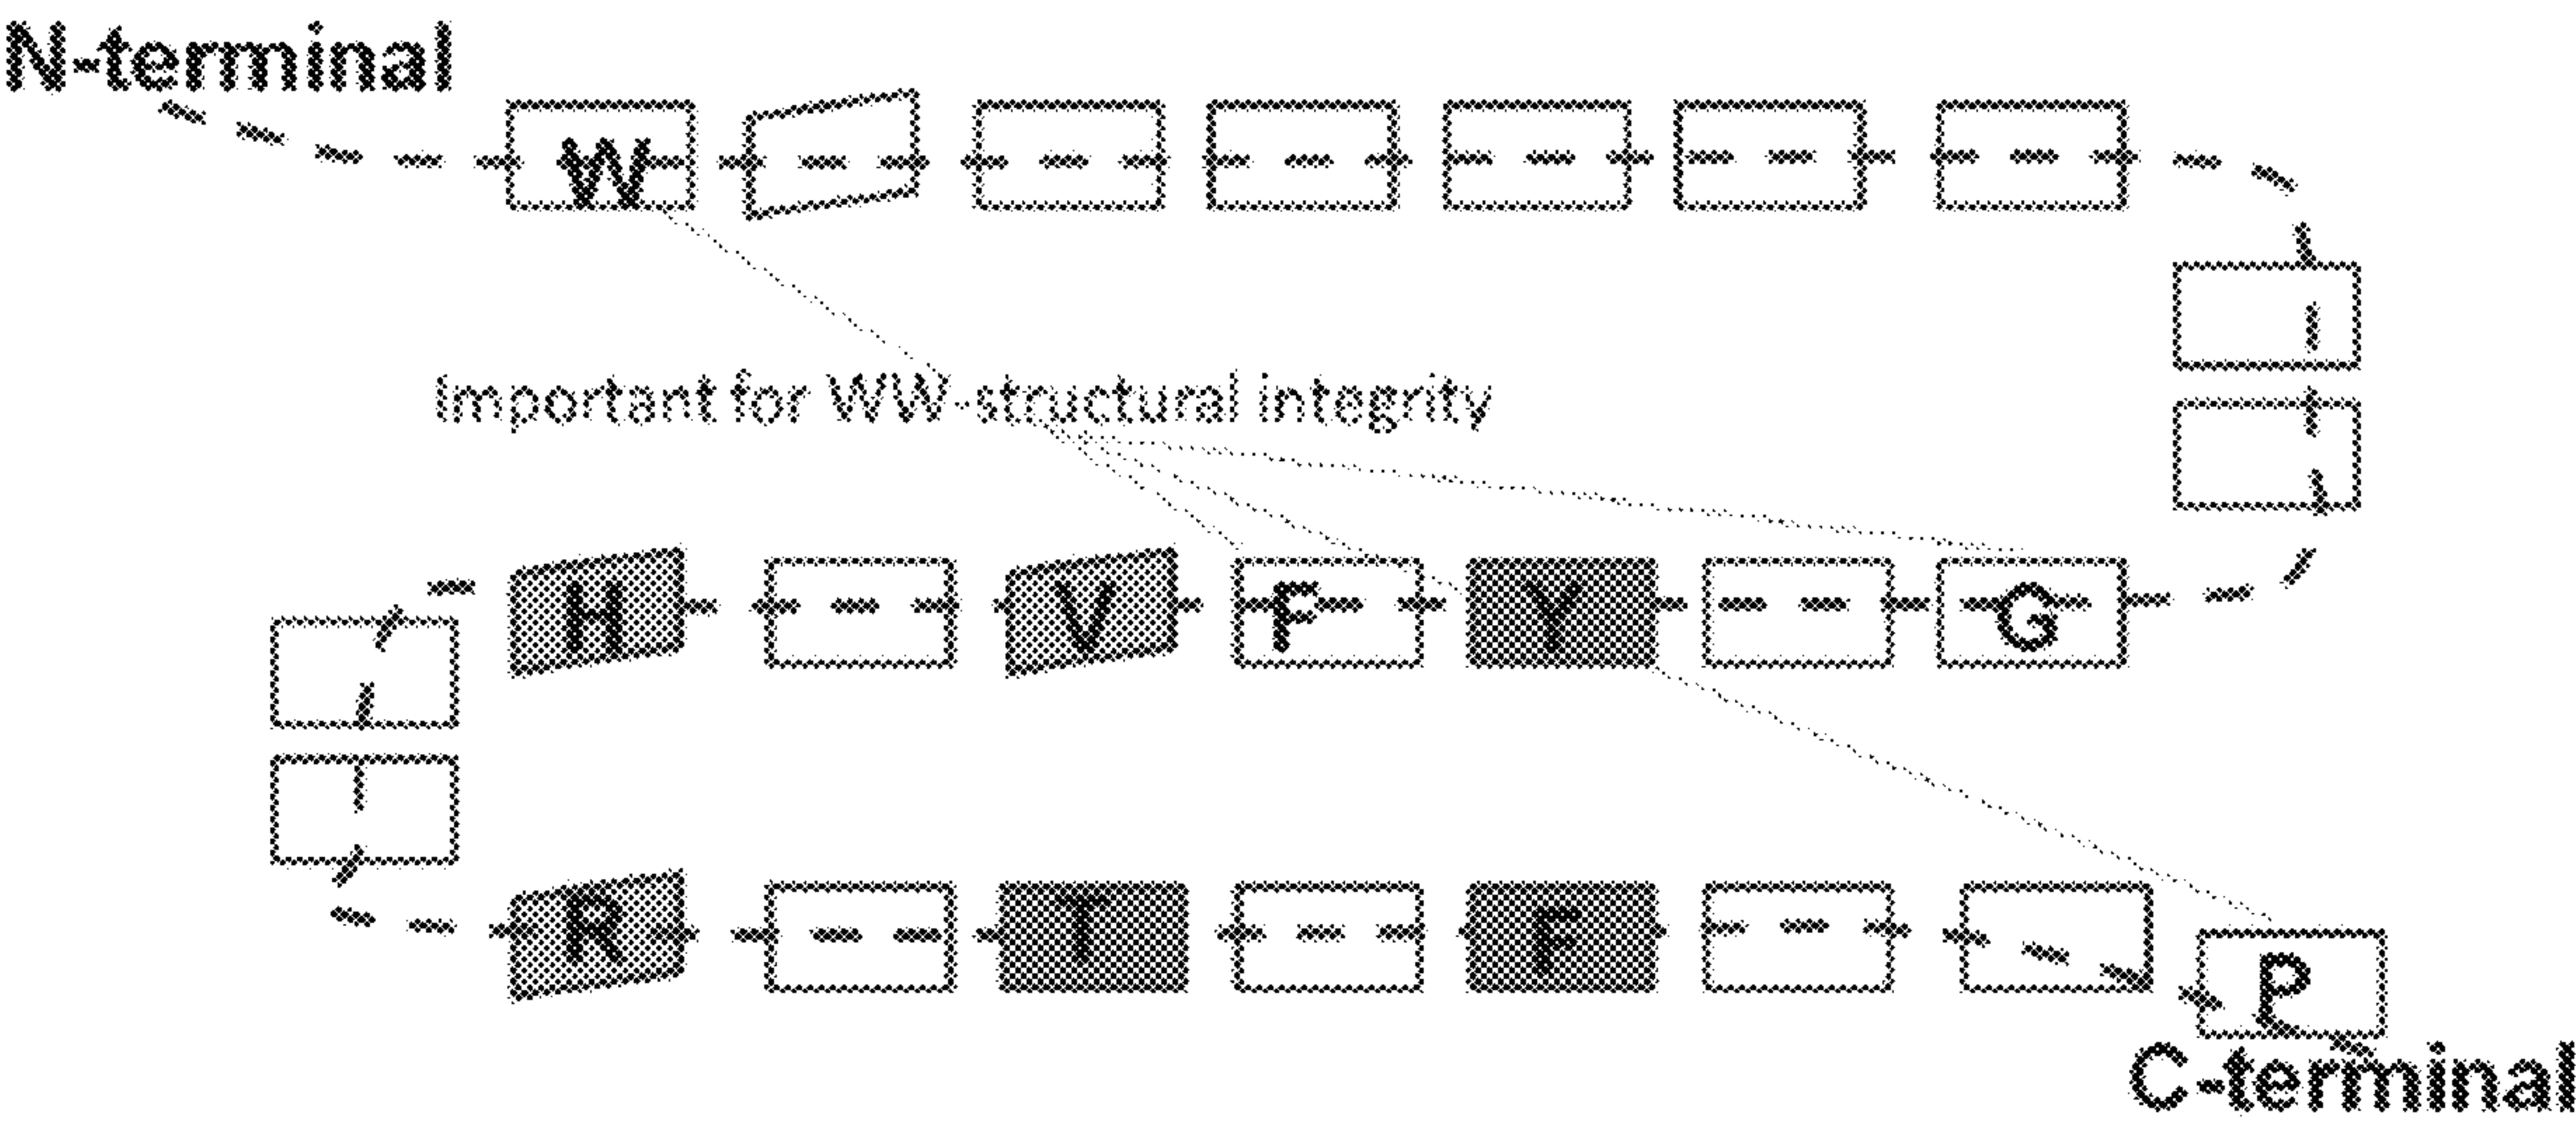 N-terminal
W
Important for WW-structural integrity
H V F Y G
R T F
P
C-terminal